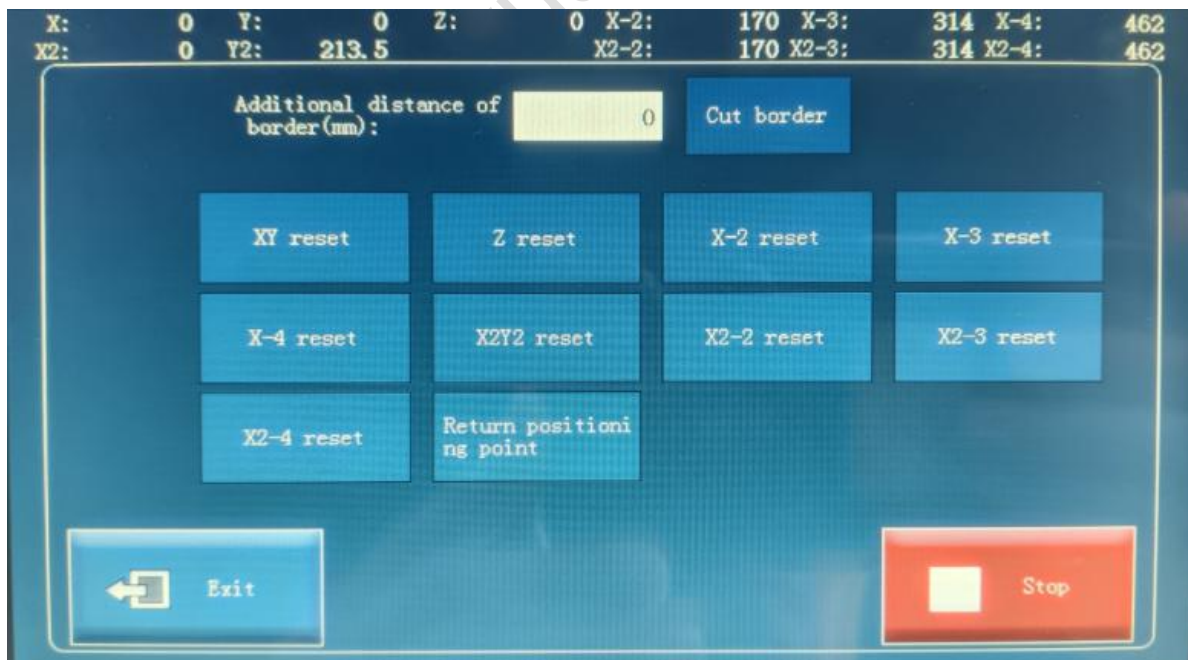 X: 0 Y: 0 Z: 0 X-2: 170 X-3: 314 X-4: 462
X2: 0 Y2: 213.5 X2-2: 170 X2-3: 314 X2-4: 462
Additional distance of
border(mm):
0
Cut border
XY reset
Z reset
X-2 reset
X-3 reset
X-4 reset
X2Y2 reset
X2-2 reset
X2-3 reset
X2-4 reset
Return positioni
ng point
Exit
Stop